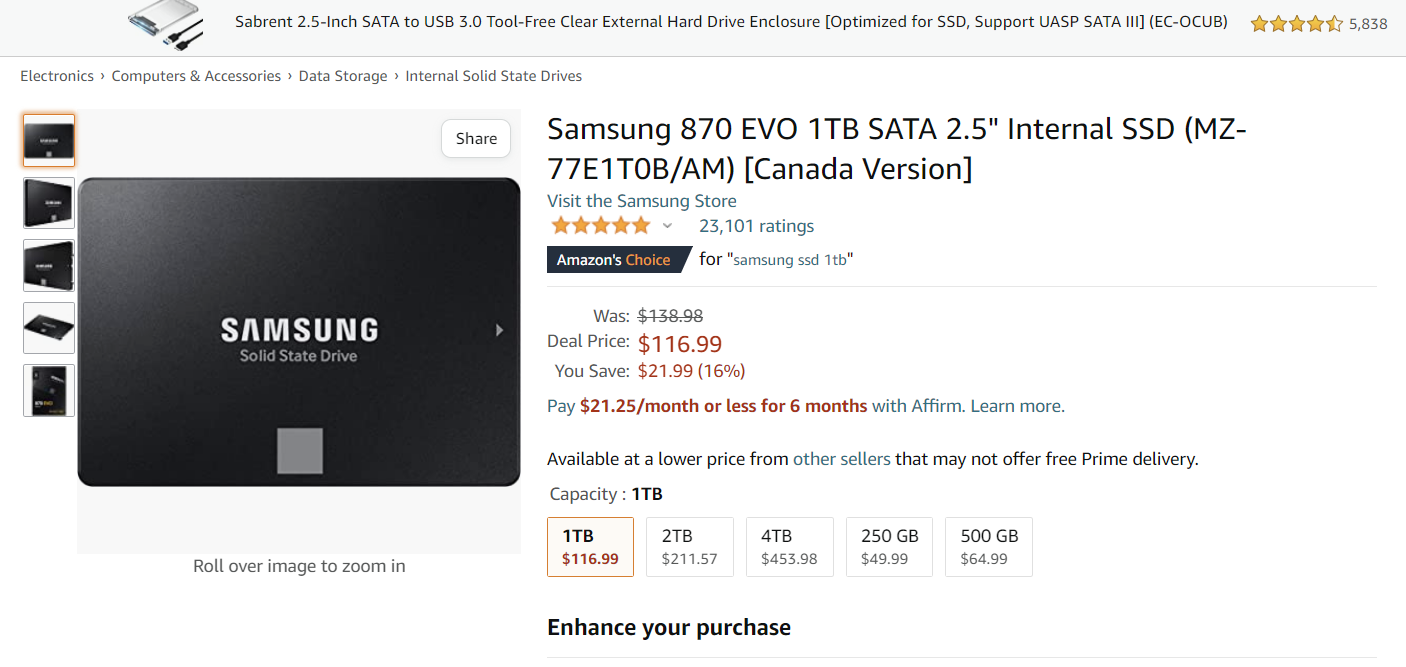 Sabrent 2.5-Inch SATA to USB 3.0 Tool-Free Clear External Hard Drive Enclosure [Optimized for SSD, Support UASP SATA III] (EC-OCUB) 5,838
Electronics › Computers & Accessories › Data Storage › Internal Solid State Drives
Share
SAMSUNG
Solid State Drive
Roll over image to zoom in
Samsung 870 EVO 1TB SATA 2.5" Internal SSD (MZ-
77E1T0B/AM) [Canada Version]
Visit the Samsung Store
23,101 ratings
Amazon's Choice for "samsung ssd 1tb"
Was: $138.98
Deal Price: $116.99
You Save: $21.99 (16%)
Pay $21.25/month or less for 6 months with Affirm. Learn more.
Available at a lower price from other sellers that may not offer free Prime delivery.
Capacity : 1TB
1TB 2TB 4TB 250 GB 500 GB
$116.99 $211.57 $453.98 $49.99 $64.99
Enhance your purchase